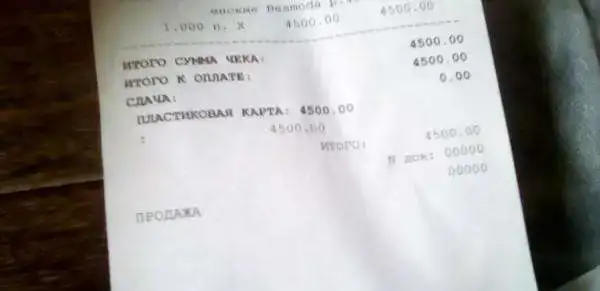 1.000 п. X 4500.00 4500.00
ИТОГО СУММА ЧЕКА: 4500.00
ИТОГО К ОПЛАТЕ: 4500.00
СДАЧА: 0.00
ПЛАСТИКОВАЯ КАРТА: 4500.00
: 4500.00
ИТОГО: 4500.00
N док: 00000
00000
ПРОДАЖА